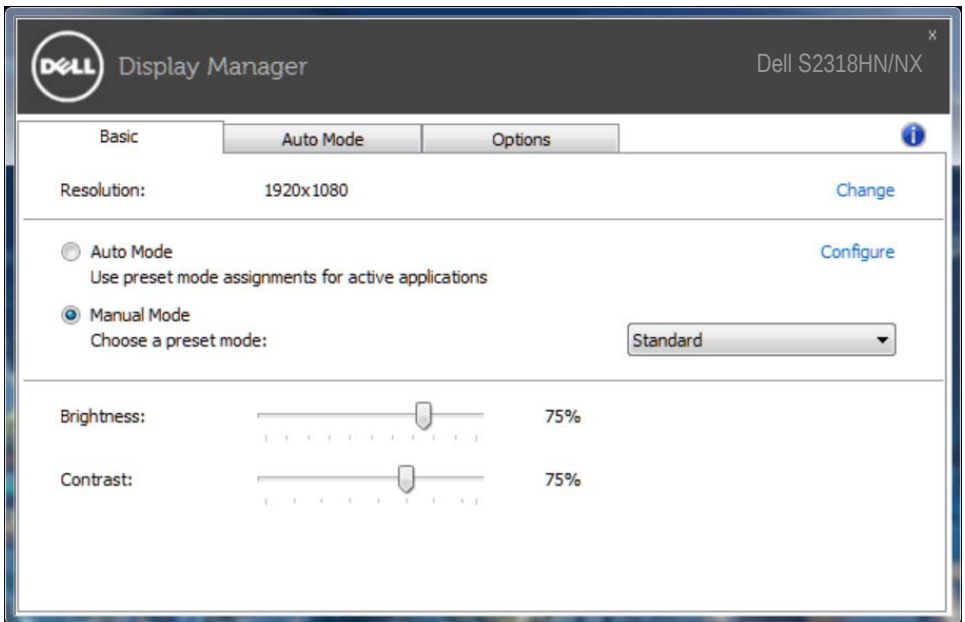 DELL Display Manager
x
Dell S2318HN/NX
Basic Auto Mode Options
i
Resolution: 1920x1080 Change
Auto Mode Configure
Use preset mode assignments for active applications
Manual Mode
Choose a preset mode: Standard
Brightness: 75%
Contrast: 75%